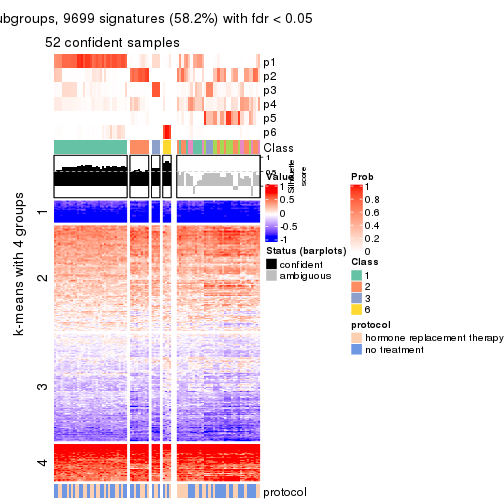 ubgroups, 9699 signatures (58.2%) with fdr < 0.05
52 confident samples
p1
p2
p3
p4
p5
p6
Class
1
0.5
0
Silhouette
score
Value
1
0.5
0
-0.5
-1
Status (barplots)
confident
ambiguous
Prob
1
0.8
0.6
0.4
0.2
0
Class
1
2
3
6
protocol
hormone replacement therapy
no treatment
k-means with 4 groups
1
2
3
4
protocol